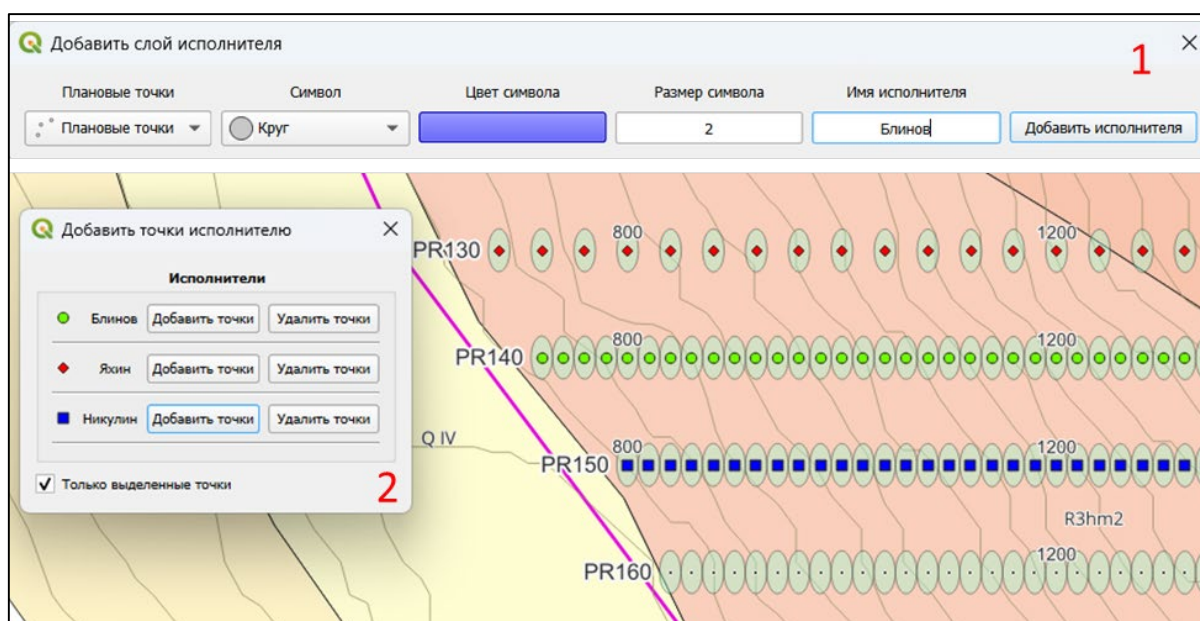 Добавить слой исполнителя
1
Плановые точки Символ Цвет символа Размер символа Имя исполнителя
Плановые точки Круг 2 Блинов Добавить исполнителя
Добавить точки исполнителю
Исполнители
Блинов Добавить точки Удалить точки
Яхин Добавить точки Удалить точки
Никулин Добавить точки Удалить точки
Только выделенные точки
2
PR130 800 1200
PR140 800 1200
Q IV
PR150 800 1200
R3hm2
PR160 1200